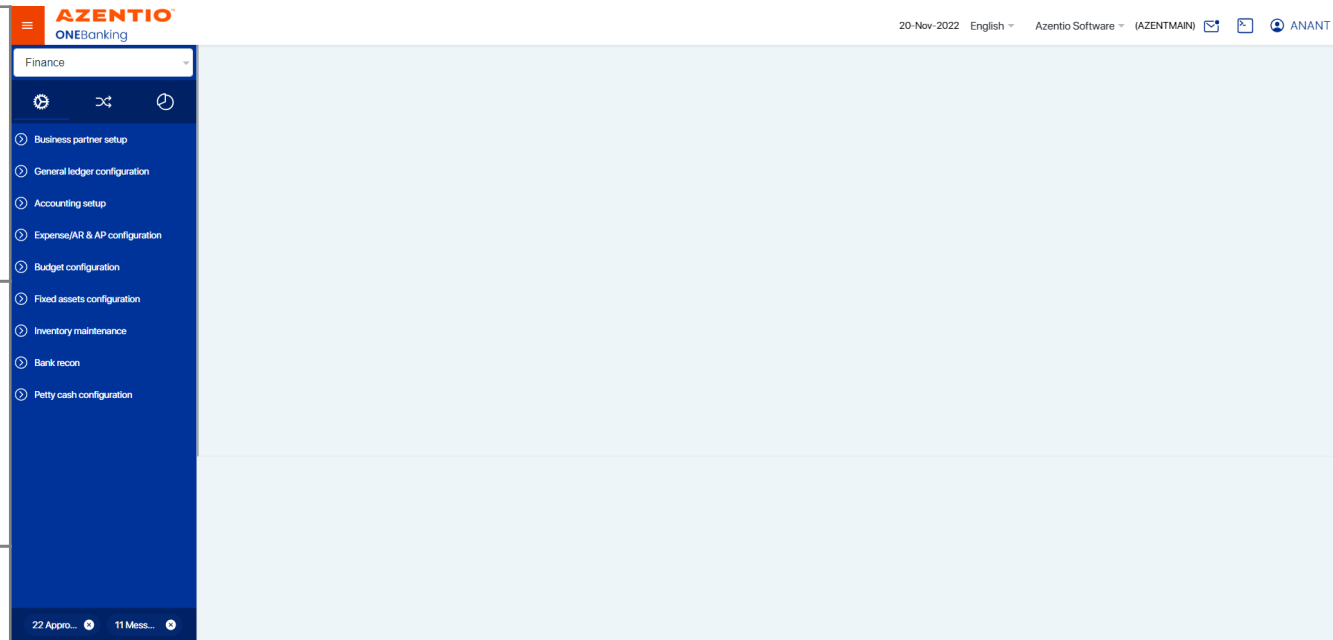 AZENTIO™
ONEBanking
20-Nov-2022 English Azentio Software (AZENTMAIN) ANANT
Finance
Business partner setup
General ledger configuration
Accounting setup
Expense/AR & AP configuration
Budget configuration
Fixed assets configuration
Inventory maintenance
Bank recon
Petty cash configuration
22 Appro... 11 Mess...